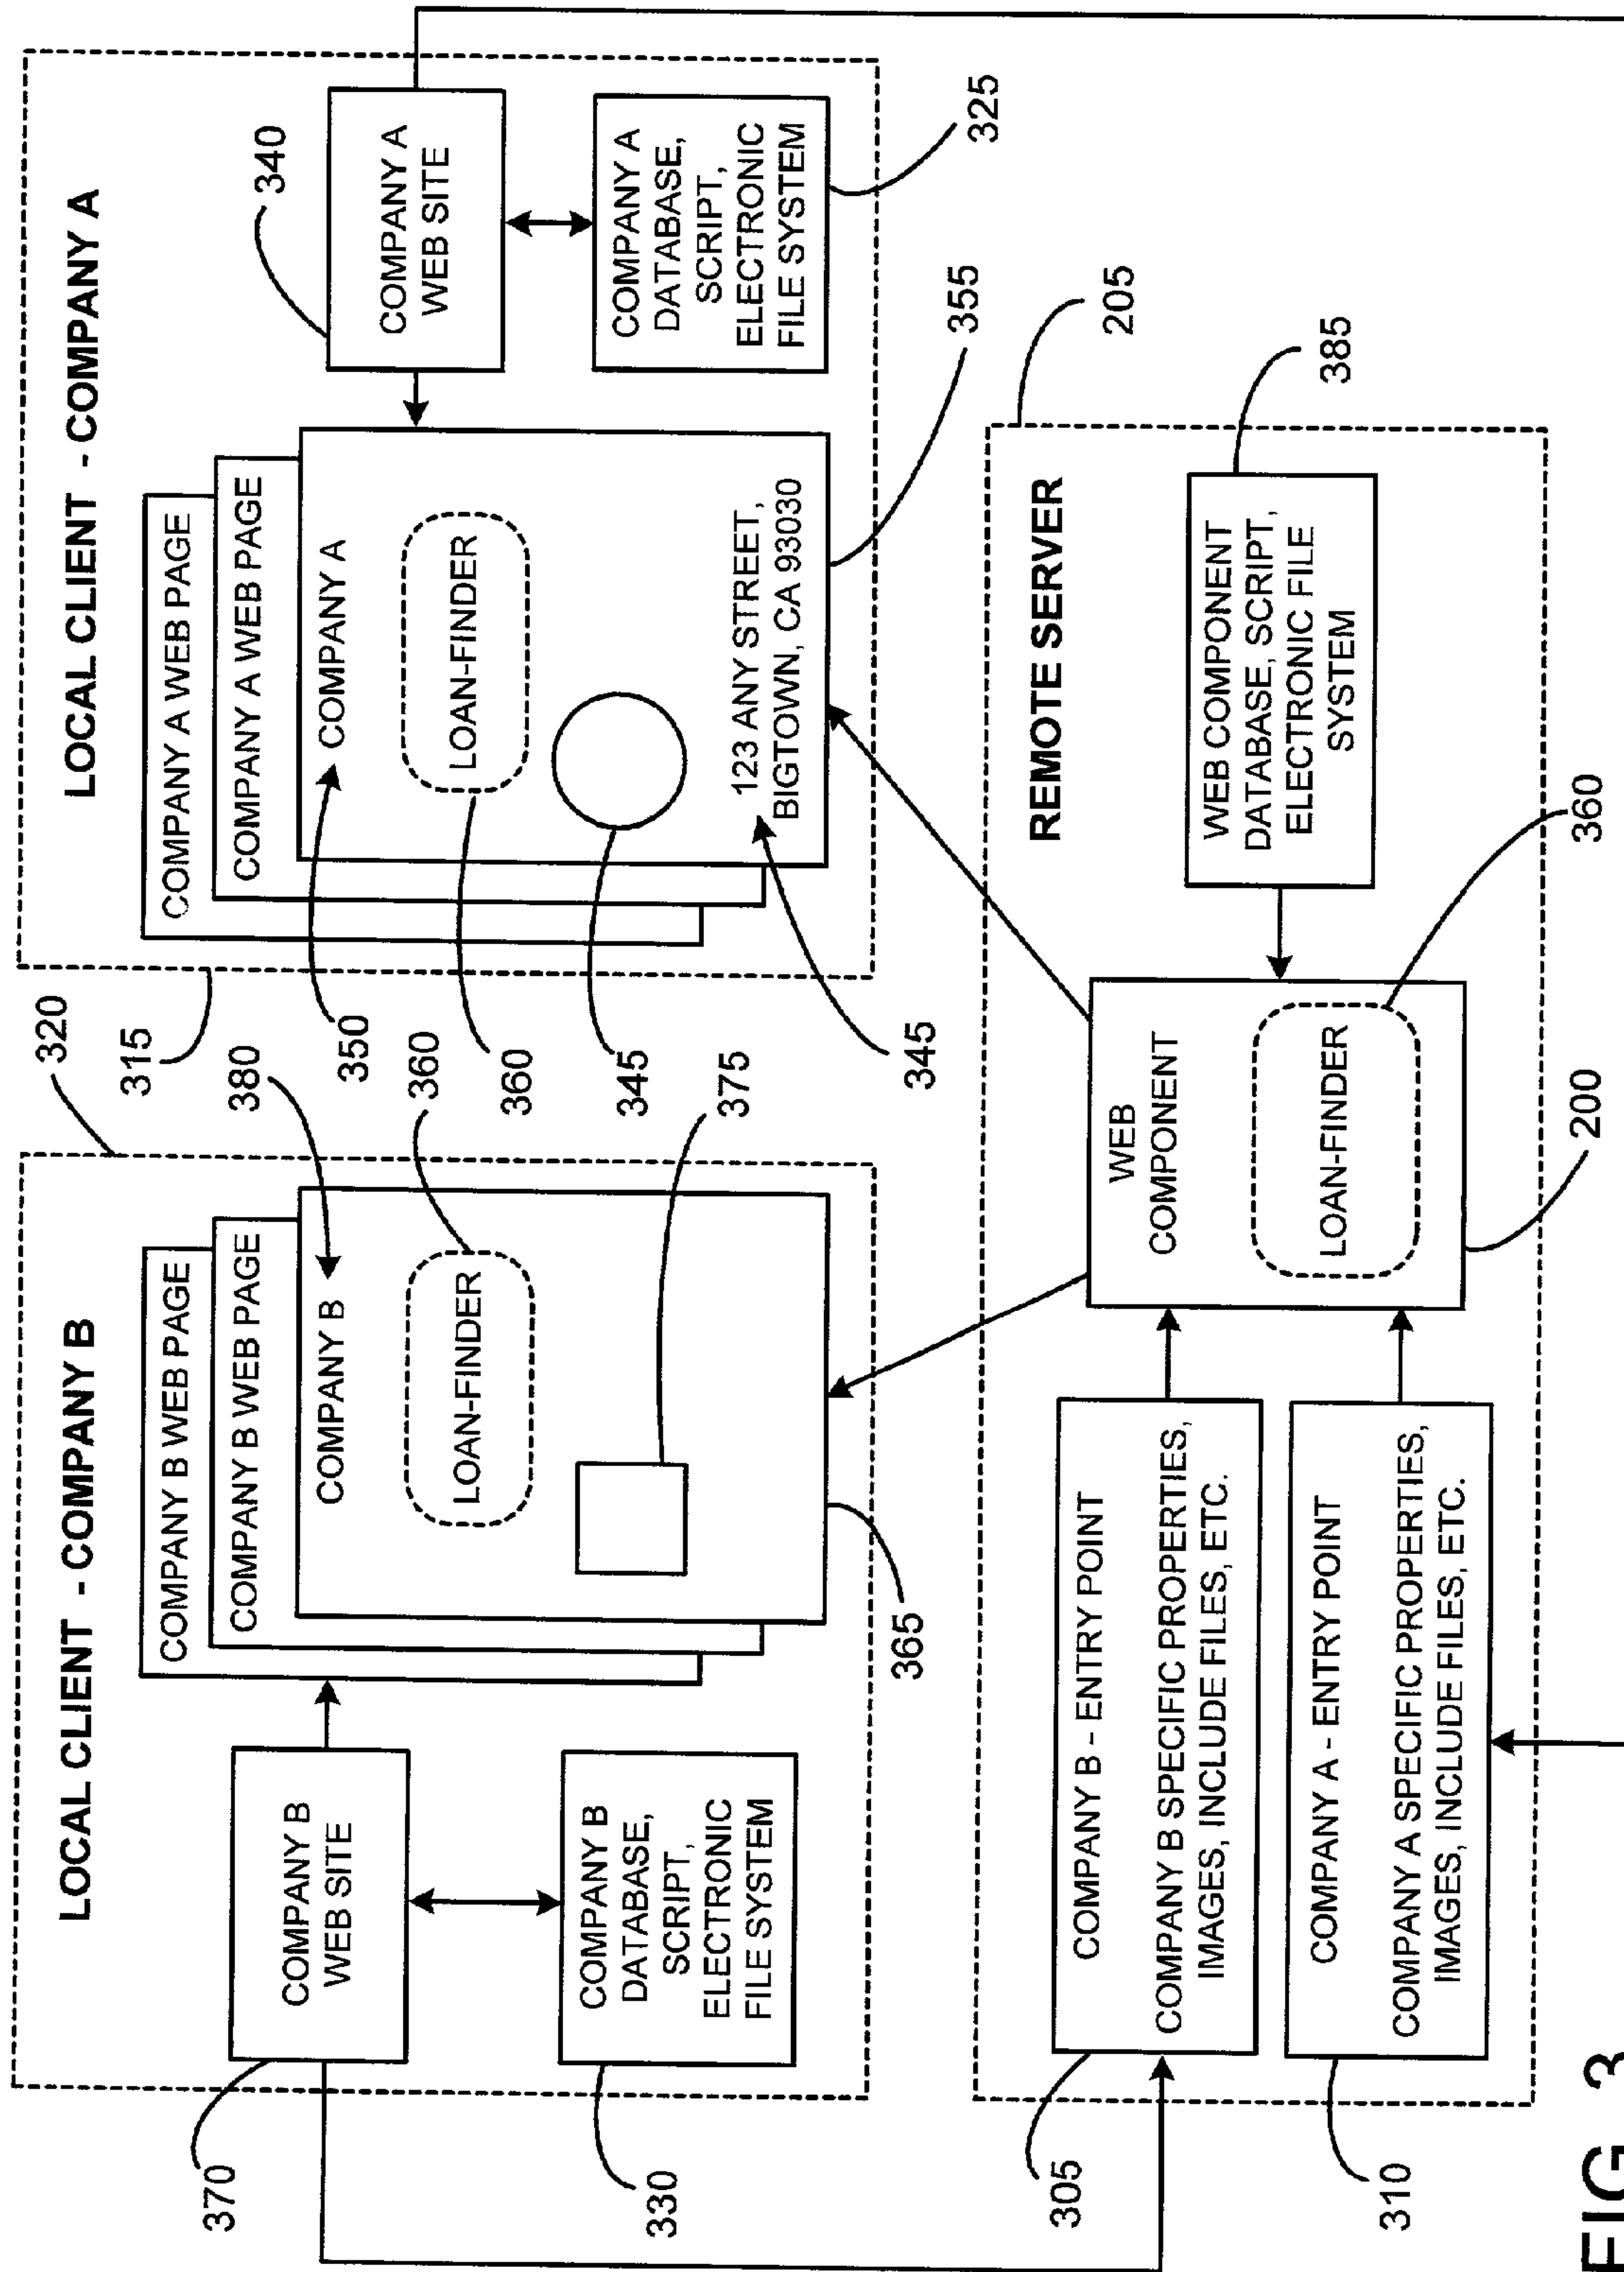 LOCAL CLIENT - COMPANY B
320
370
COMPANY B
WEB SITE
330
COMPANY B
DATABASE,
SCRIPT,
ELECTRONIC
FILE SYSTEM
COMPANY B WEB PAGE
COMPANY B WEB PAGE
COMPANY B
LOAN-FINDER
365
380
360
375
LOCAL CLIENT - COMPANY A
315
350
360
345
345
COMPANY A WEB PAGE
COMPANY A WEB PAGE
COMPANY A
LOAN-FINDER
123 ANY STREET,
BIGTOWN, CA 93030
355
340
COMPANY A
WEB SITE
COMPANY A
DATABASE,
SCRIPT,
ELECTRONIC
FILE SYSTEM
325
REMOTE SERVER
205
305
COMPANY B - ENTRY POINT
COMPANY B SPECIFIC PROPERTIES,
IMAGES, INCLUDE FILES, ETC.
310
COMPANY A - ENTRY POINT
COMPANY A SPECIFIC PROPERTIES,
IMAGES, INCLUDE FILES, ETC.
WEB
COMPONENT
LOAN-FINDER
200
360
WEB COMPONENT
DATABASE, SCRIPT,
ELECTRONIC FILE
SYSTEM
385
FIG. 3